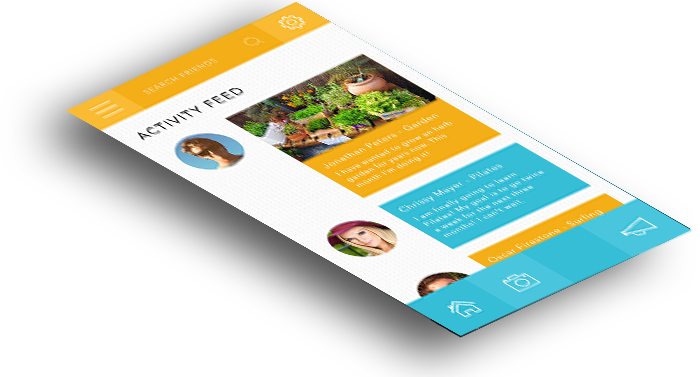 SEARCH FRIENDS
ACTIVITY FEED
Jonathan Peters - Garden
I have wanted to grow an herb
garden for years now. This
month I'm doing it!
Chrissy Mayer - Pilates
I am finally going to learn
Pilates! My goal is to go twice
a week for the next three
months! I can't wait.
Oscar Firestone - Surfing